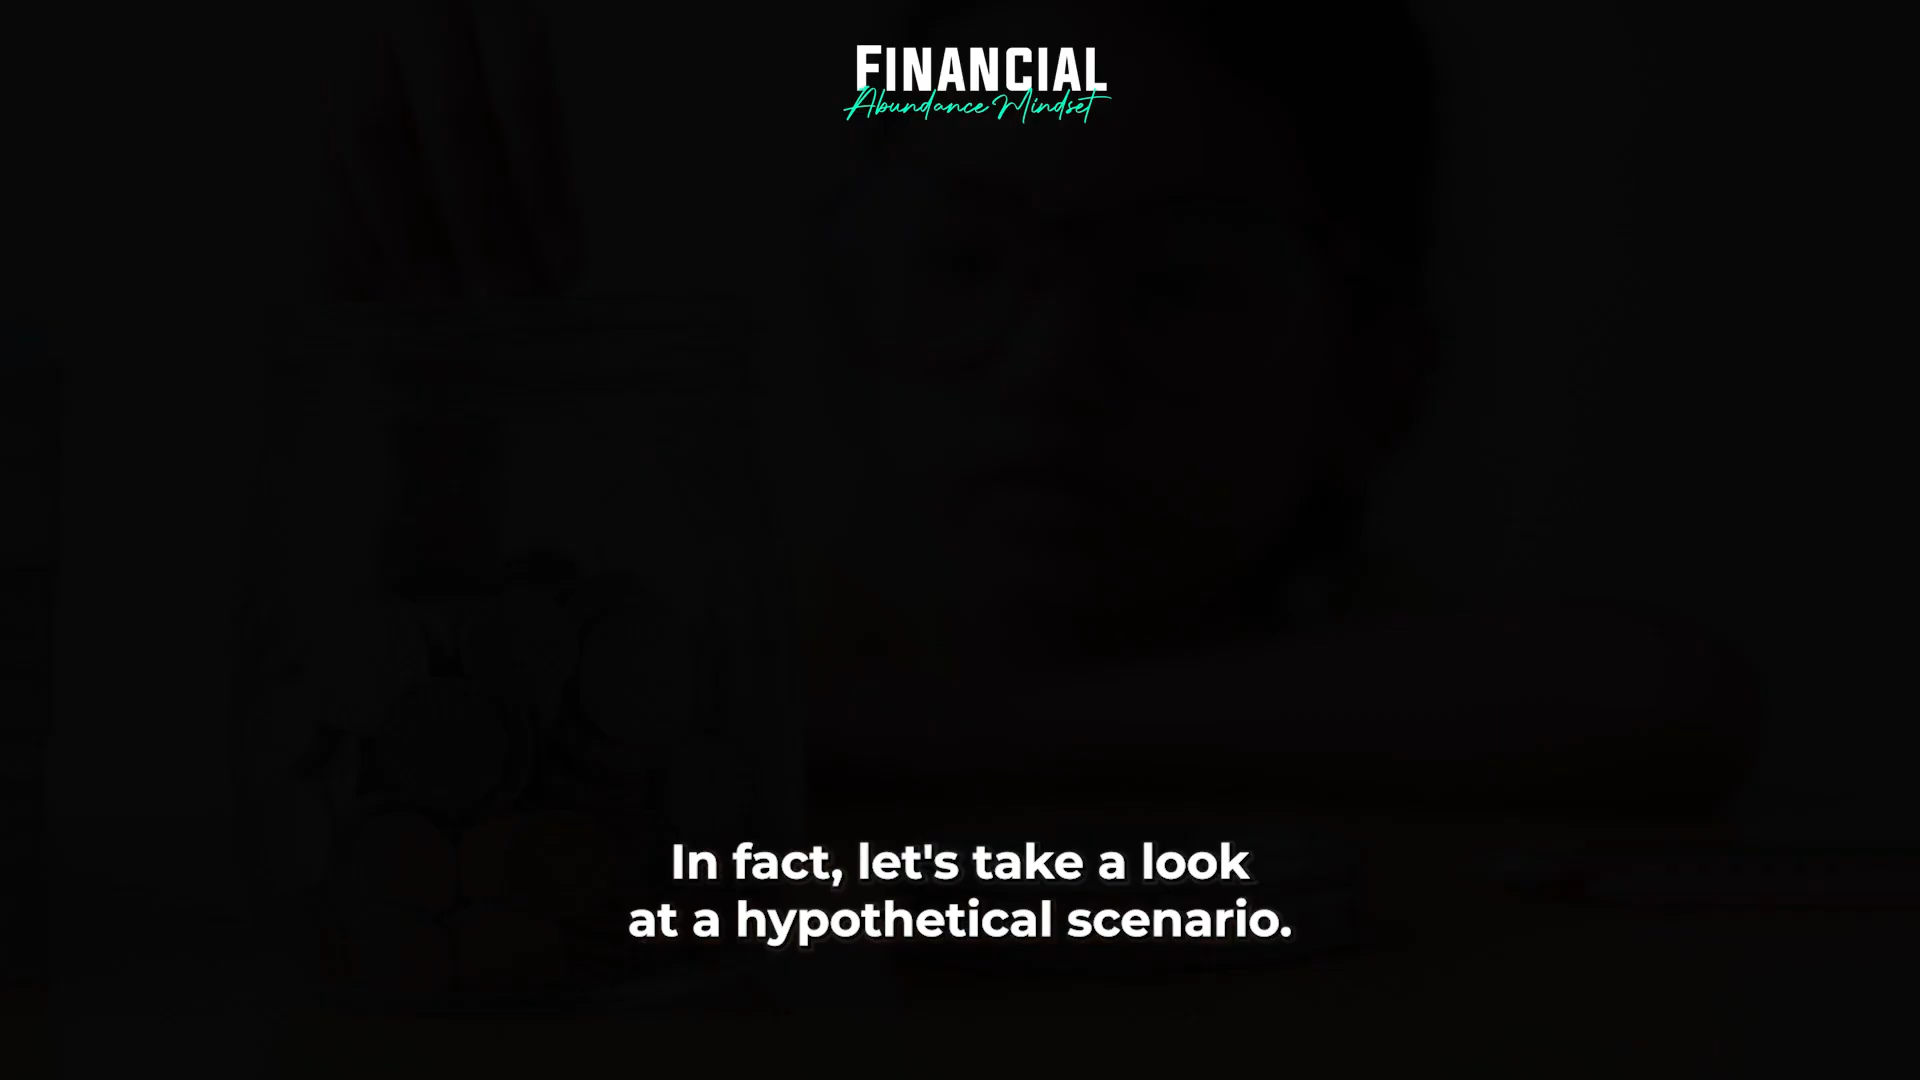 FINANCIAL
Abundance Mindset
In fact, let's take a look
at a hypothetical scenario.